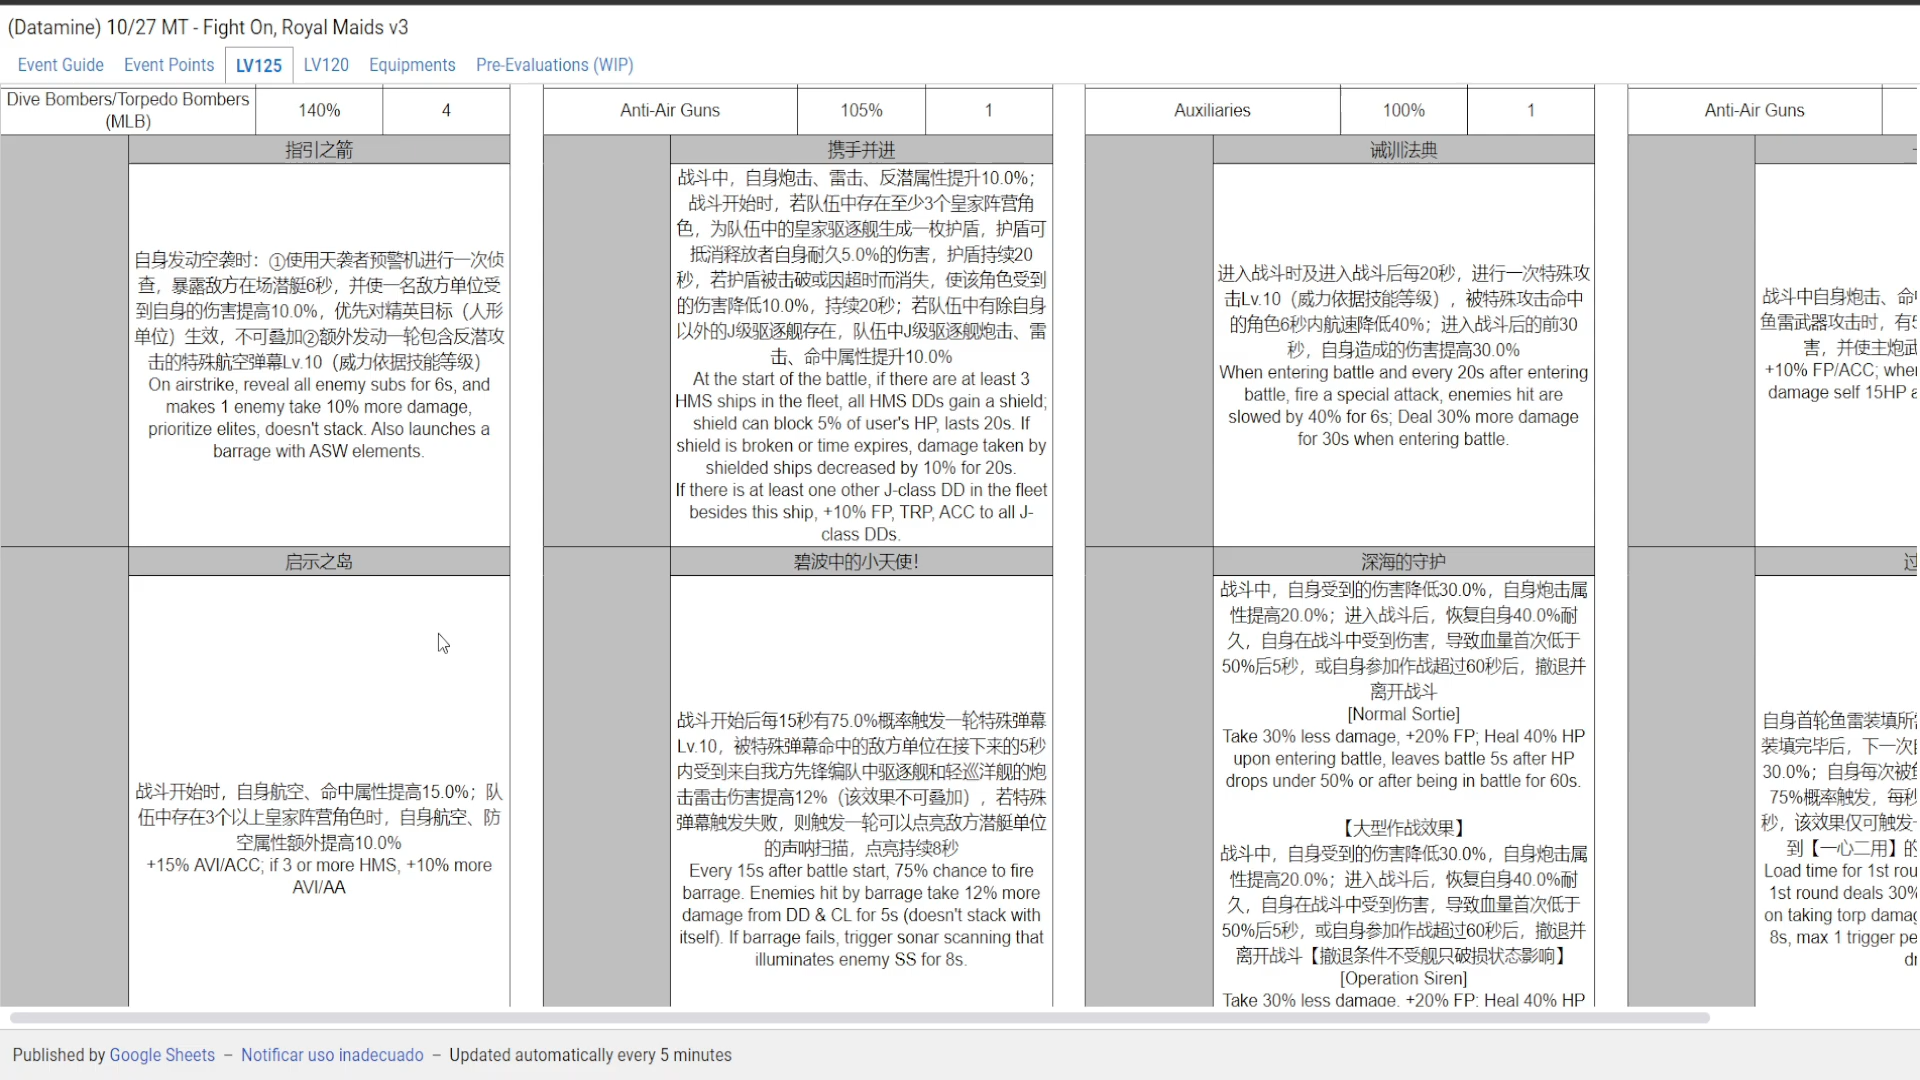 (Datamine) 10/27 MT - Fight On, Royal Maids v3
Event Guide
Event Points
LV125
LV120
Equipments
Pre-Evaluations (WIP)
Dive Bombers/Torpedo Bombers
(MLB)
140%
4
指引之箭
自身发动空袭时：①使用天袭者预警机进行一次侦
查，暴露敌方在场潜艇6秒，并使一名敌方单位受
到自身的伤害提高10.0%，优先对精英目标（人形
单位）生效，不可叠加②额外发动一轮包含反潜攻
击的特殊航空弹幕Lv.10（威力依据技能等级）
On airstrike, reveal all enemy subs for 6s, and
makes 1 enemy take 10% more damage,
prioritize elites, doesn't stack. Also launches a
barrage with ASW elements.
启示之岛
战斗开始时，自身航空、命中属性提高15.0%；队
伍中存在3个以上皇家阵营角色时，自身航空、防
空属性额外提高10.0%
+15% AVI/ACC; if 3 or more HMS, +10% more
AVI/AA
Anti-Air Guns
105%
1
携手并进
战斗中，自身炮击、雷击、反潜属性提升10.0%；
战斗开始时，若队伍中存在至少3个皇家阵营角
色，为队伍中的皇家驱逐舰生成一枚护盾，护盾可
抵消释放者自身耐久5.0%的伤害，护盾持续20
秒，若护盾被击破或因超时而消失，使该角色受到
的伤害降低10.0%，持续20秒；若队伍中有除自身
以外的J级驱逐舰存在，队伍中J级驱逐舰炮击、雷
击、命中属性提升10.0%
At the start of the battle, if there are at least 3
HMS ships in the fleet, all HMS DDs gain a shield;
shield can block 5% of user's HP, lasts 20s. If
shield is broken or time expires, damage taken by
shielded ships decreased by 10% for 20s.
If there is at least one other J-class DD in the fleet
besides this ship, +10% FP, TRP, ACC to all J-
class DDs.
碧波中的小天使！
战斗开始后每15秒有75.0%概率触发一轮特殊弹幕
Lv.10，被特殊弹幕命中的敌方单位在接下来的5秒
内受到来自我方先锋编队中驱逐舰和轻巡洋舰的炮
击雷击伤害提高12%（该效果不可叠加），若特殊
弹幕触发失败，则触发一轮可以点亮敌方潜艇单位
的声呐扫描，点亮持续8秒
Every 15s after battle start, 75% chance to fire
barrage. Enemies hit by barrage take 12% more
damage from DD & CL for 5s (doesn't stack with
itself). If barrage fails, trigger sonar scanning that
illuminates enemy SS for 8s.
Auxiliaries
100%
1
诫训法典
进入战斗时及进入战斗后每20秒，进行一次特殊攻
击Lv.10（威力依据技能等级），被特殊攻击命中
的角色6秒内航速降低40%；进入战斗后的前30
秒，自身造成的伤害提高30.0%
When entering battle and every 20s after entering
battle, fire a special attack, enemies hit are
slowed by 40% for 6s; Deal 30% more damage
for 30s when entering battle.
深海的守护
战斗中，自身受到的伤害降低30.0%，自身炮击属
性提高20.0%；进入战斗后，恢复自身40.0%耐
久，自身在战斗中受到伤害，导致血量首次低于
50%后5秒，或自身参加作战超过60秒后，撤退并
离开战斗
[Normal Sortie]
Take 30% less damage, +20% FP; Heal 40% HP
upon entering battle, leaves battle 5s after HP
drops under 50% or after being in battle for 60s.
【大型作战效果】
战斗中，自身受到的伤害降低30.0%，自身炮击属
性提高20.0%；进入战斗后，恢复自身40.0%耐
久，自身在战斗中受到伤害，导致血量首次低于
50%后5秒，或自身参加作战超过60秒后，撤退并
离开战斗【撤退条件不受舰只破损状态影响】
[Operation Siren]
Take 30% less damage, +20% FP; Heal 40% HP
Anti-Air Guns
战斗中自身炮击、命
鱼雷武器攻击时，有5
害，并使主炮武
+10% FP/ACC; when
damage self 15HP a
过
自身首轮鱼雷装填所
装填完毕后，下一次
30.0%；自身每次被
75%概率触发，每秒
秒，该效果仅可触发
到【一心二用】的
Load time for 1st rou
1st round deals 30%
on taking torp damag
8s, max 1 trigger pe
Published by Google Sheets – Notificar uso inadecuado – Updated automatically every 5 minutes